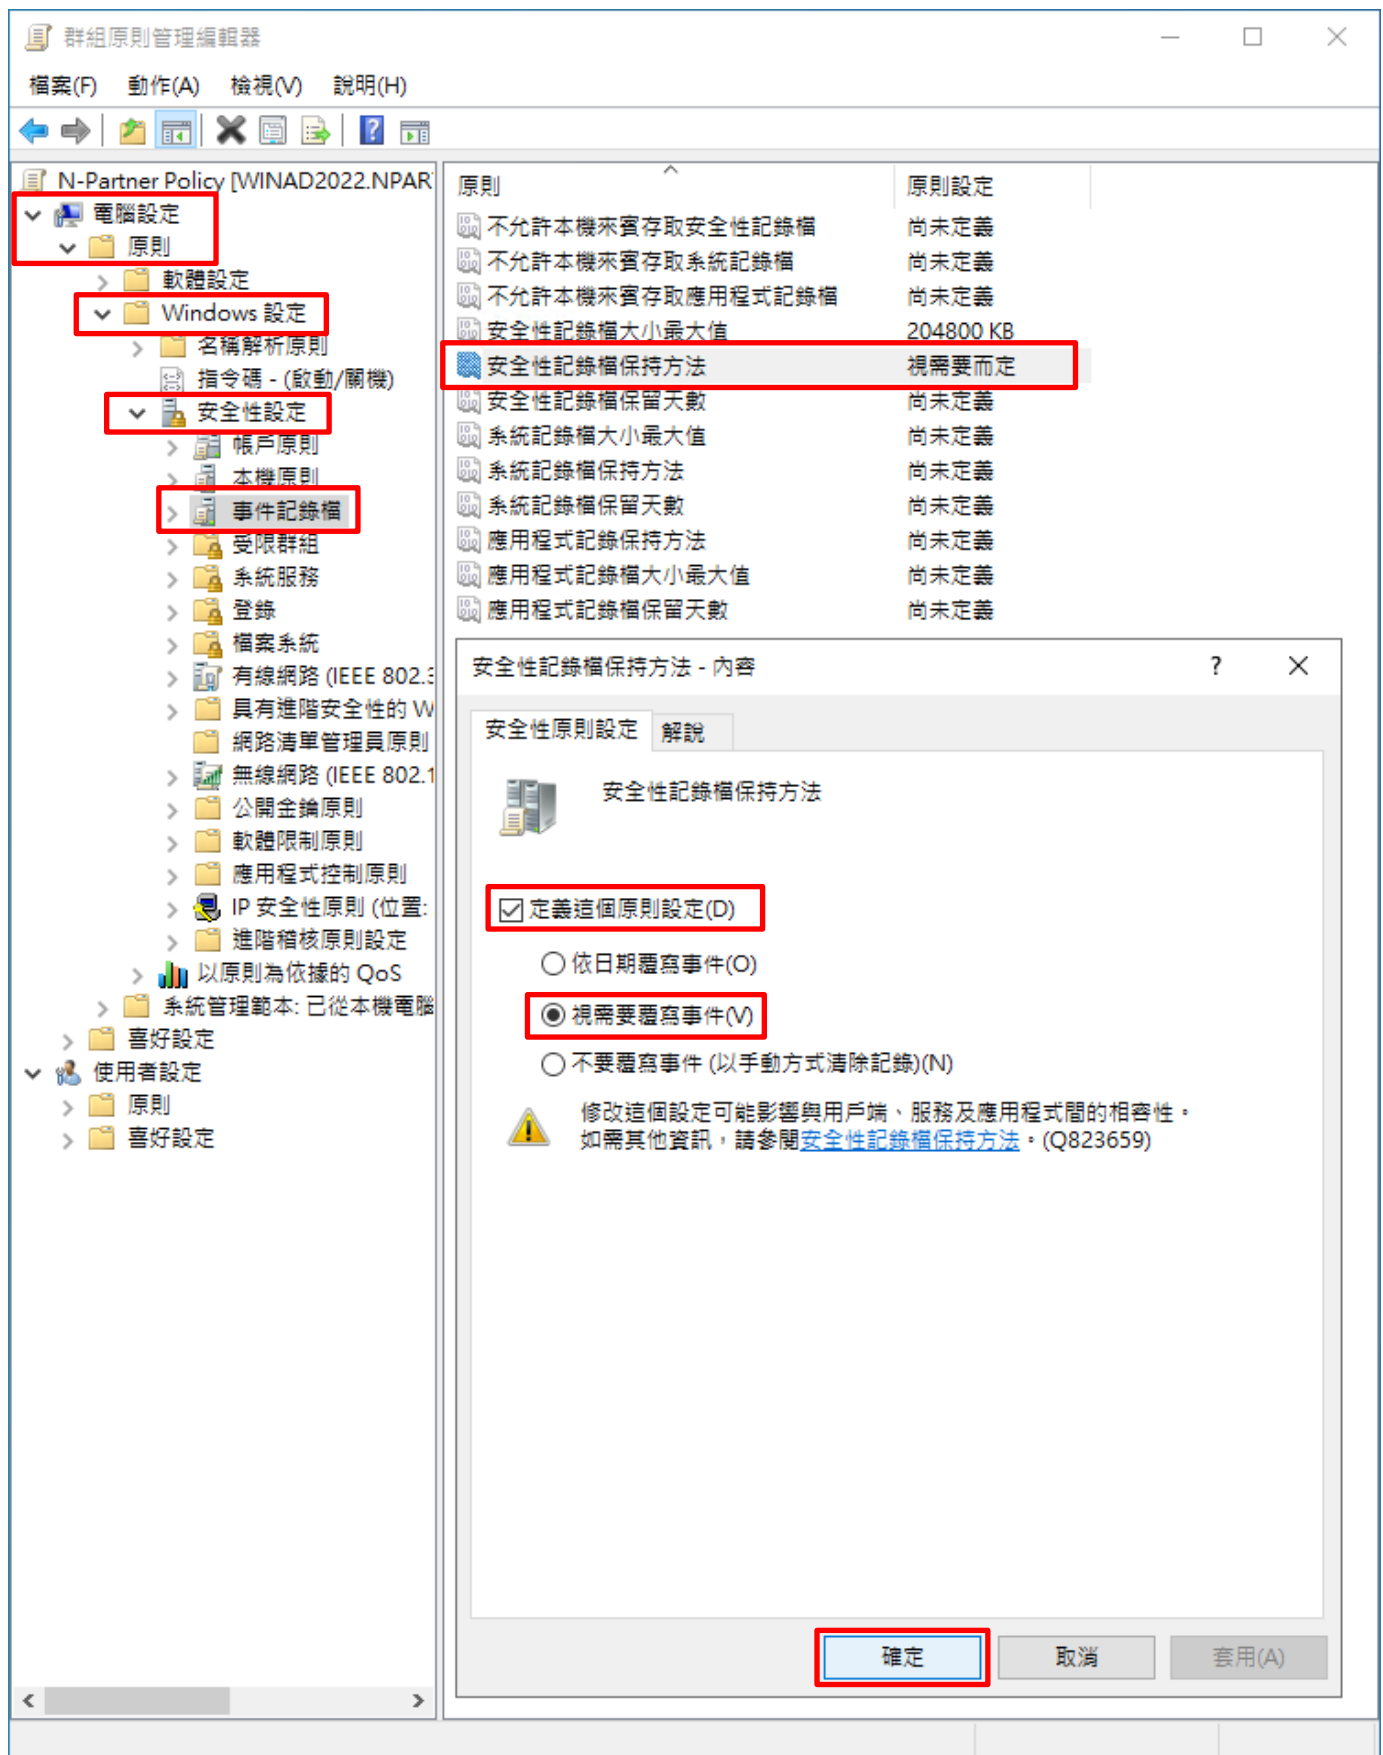 群組原則管理編輯器
檔案(F) 動作(A) 檢視(V) 說明(H)
N-Partner Policy [WINAD2022.NPAR
電腦設定
原則
軟體設定
Windows 設定
名稱解析原則
指令碼 - (啟動/關機)
安全性設定
帳戶原則
本機原則
事件記錄檔
受限群組
系統服務
登錄
檔案系統
有線網路 (IEEE 802.3
具有進階安全性的 W
網路清單管理員原則
無線網路 (IEEE 802.1
公開金鑰原則
軟體限制原則
應用程式控制原則
IP 安全性原則 (位置:
進階稽核原則設定
以原則為依據的 QoS
系統管理範本: 已從本機電腦
喜好設定
使用者設定
原則
喜好設定
原則 原則設定
不允許本機來賓存取安全性記錄檔 尚未定義
不允許本機來賓存取系統記錄檔 尚未定義
不允許本機來賓存取應用程式記錄檔 尚未定義
安全性記錄檔大小最大值 204800 KB
安全性記錄檔保持方法 視需要而定
安全性記錄檔保留天數 尚未定義
系統記錄檔大小最大值 尚未定義
系統記錄檔保持方法 尚未定義
系統記錄檔保留天數 尚未定義
應用程式記錄保持方法 尚未定義
應用程式記錄檔大小最大值 尚未定義
應用程式記錄檔保留天數 尚未定義
安全性記錄檔保持方法 - 內容 ?
安全性原則設定 解說
安全性記錄檔保持方法
定義這個原則設定(D)
依日期覆寫事件(O)
視需要覆寫事件(V)
不要覆寫事件 (以手動方式清除記錄)(N)
修改這個設定可能影響與用戶端、服務及應用程式間的相容性。
如需其他資訊，請參閱安全性記錄檔保持方法。(Q823659)
確定 取消 套用(A)